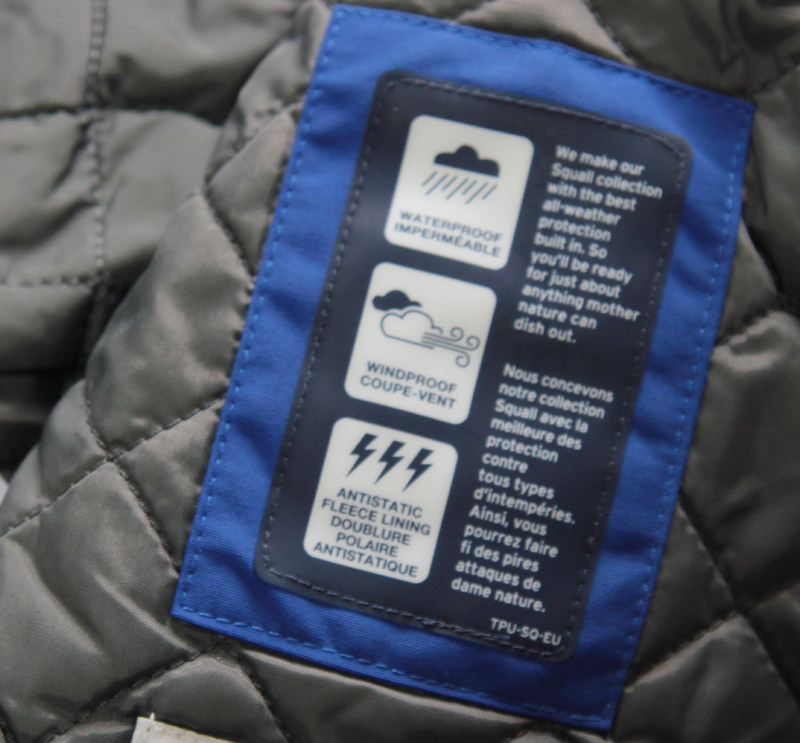 WATERPROOF
IMPERMÉABLE
WINDPROOF
COUPE-VENT
ANTISTATIC
FLEECE LINING
DOUBLURE
POLAIRE
ANTISTATIQUE
We make our
Squall collection
with the best
all-weather
protection
built in. So
you'll be ready
for just about
anything mother
nature can
dish out.
Nous concevons
notre collection
Squall avec la
meilleure des
protection
contre
tous types
d'intempéries.
Ainsi, vous
pourrez faire
fi des pires
attaques de
dame nature.
TPU-SQ-EU